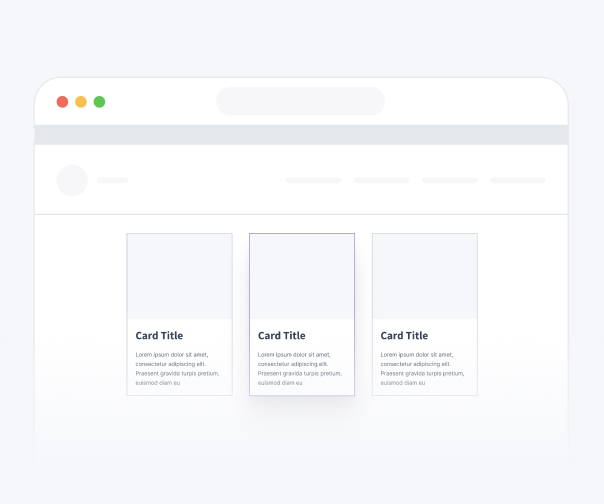 Card Title
Lorem ipsum dolor sit amet,
consectetur adipiscing elit.
Praesent gravida turpis pretium,
euismod diam eu
Card Title
Lorem ipsum dolor sit amet,
consectetur adipiscing elit.
Praesent gravida turpis pretium,
euismod diam eu
Card Title
Lorem ipsum dolor sit amet,
consectetur adipiscing elit.
Praesent gravida turpis pretium,
euismod diam eu